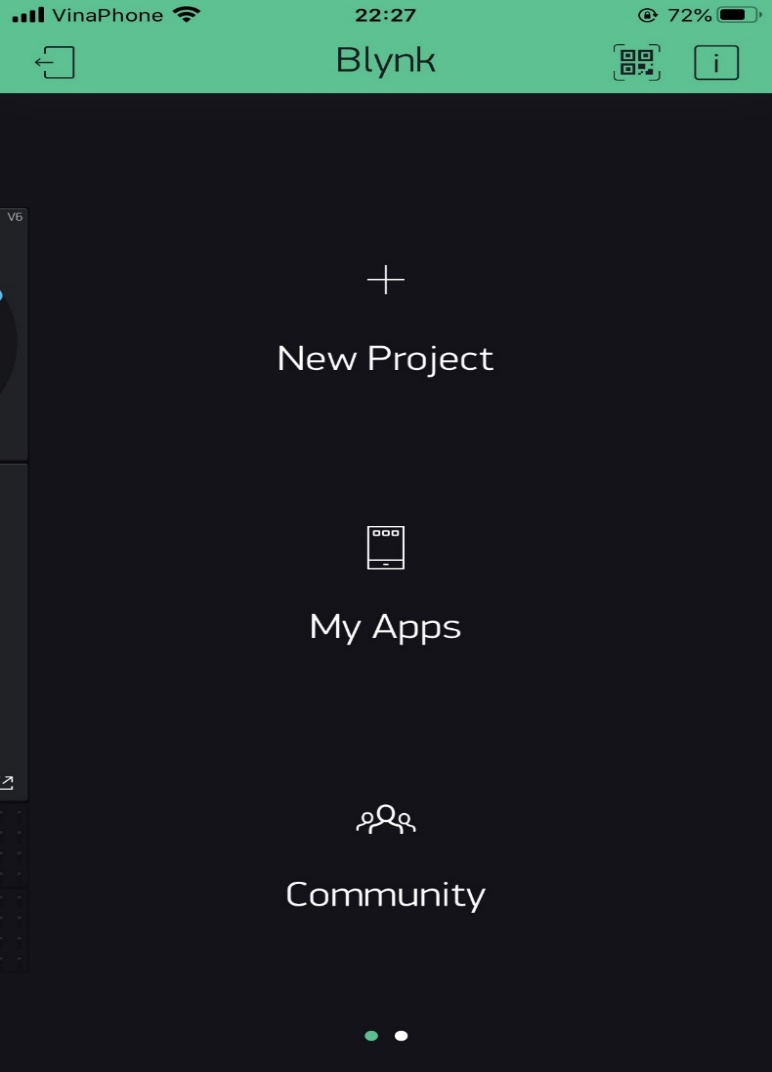 VinaPhone 22:27 72%
Blynk
i
V6
New Project
My Apps
Community